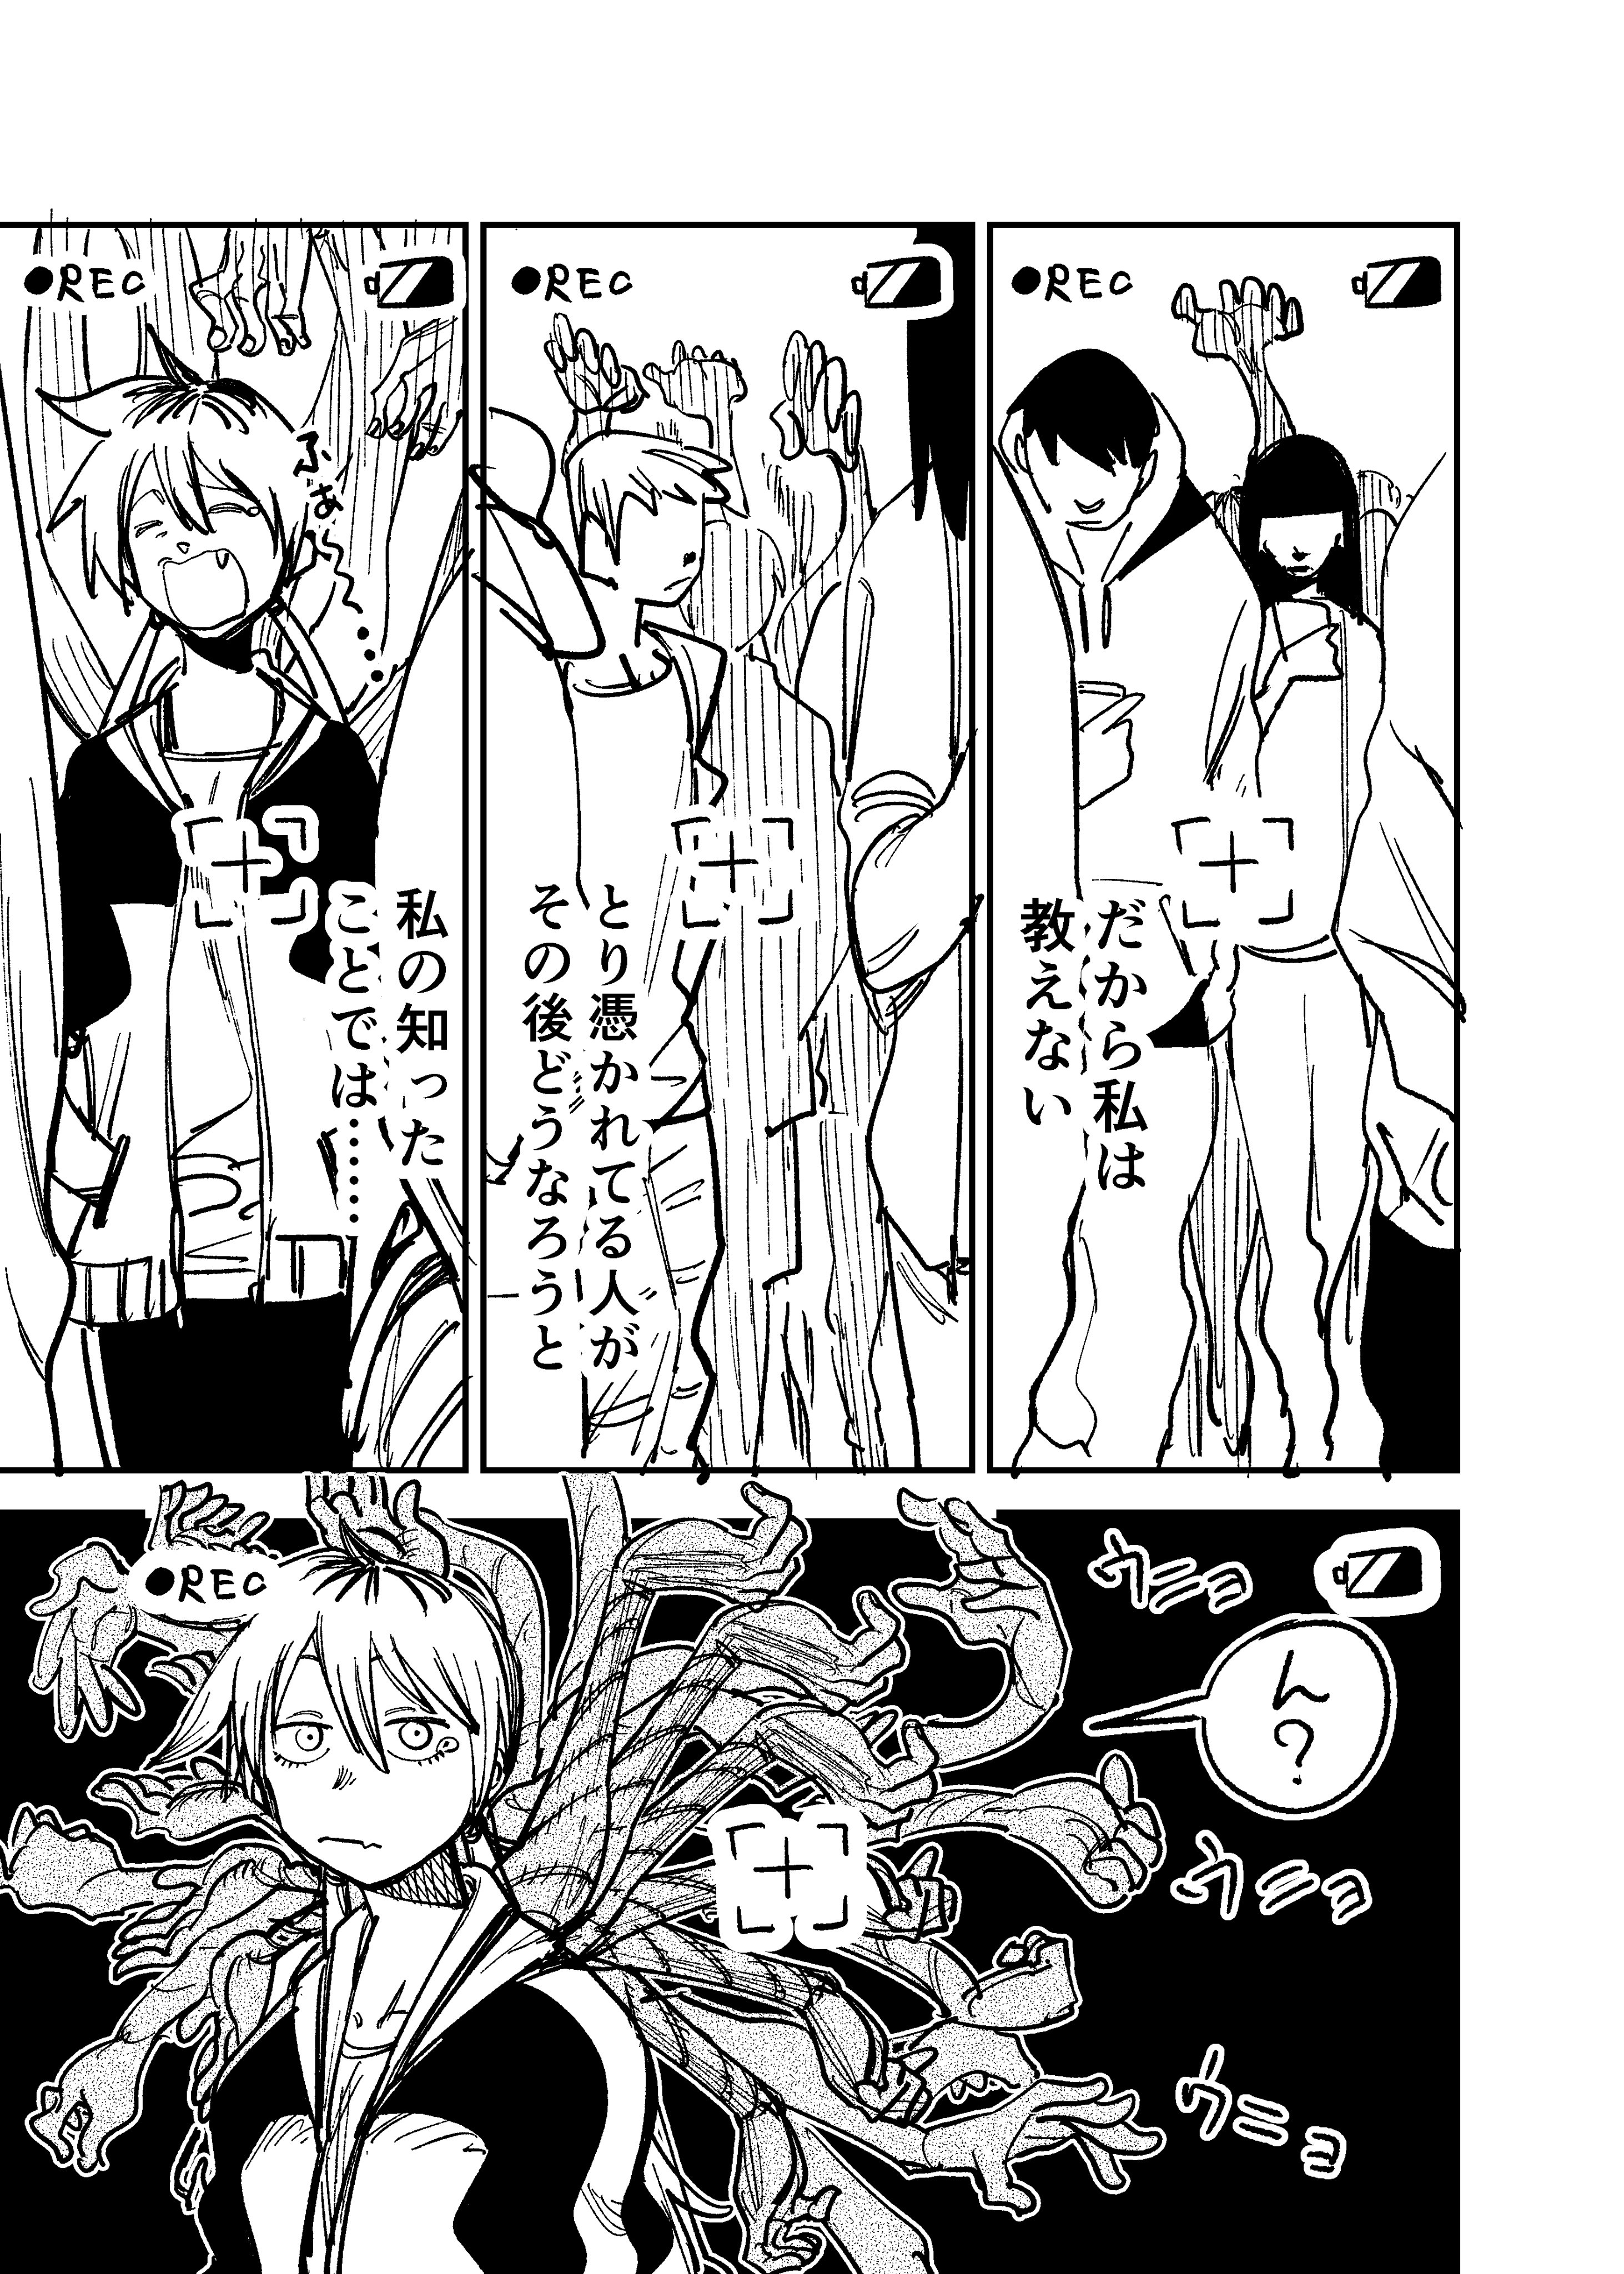 ●REC
だから私は
教えない
●REC
とり憑かれてる人が
その後どうなろうと
●REC
ふぁ〜〜…
私の知った
ことでは……
●REC
ウニョ
ん?
ウニョ
ウニョ